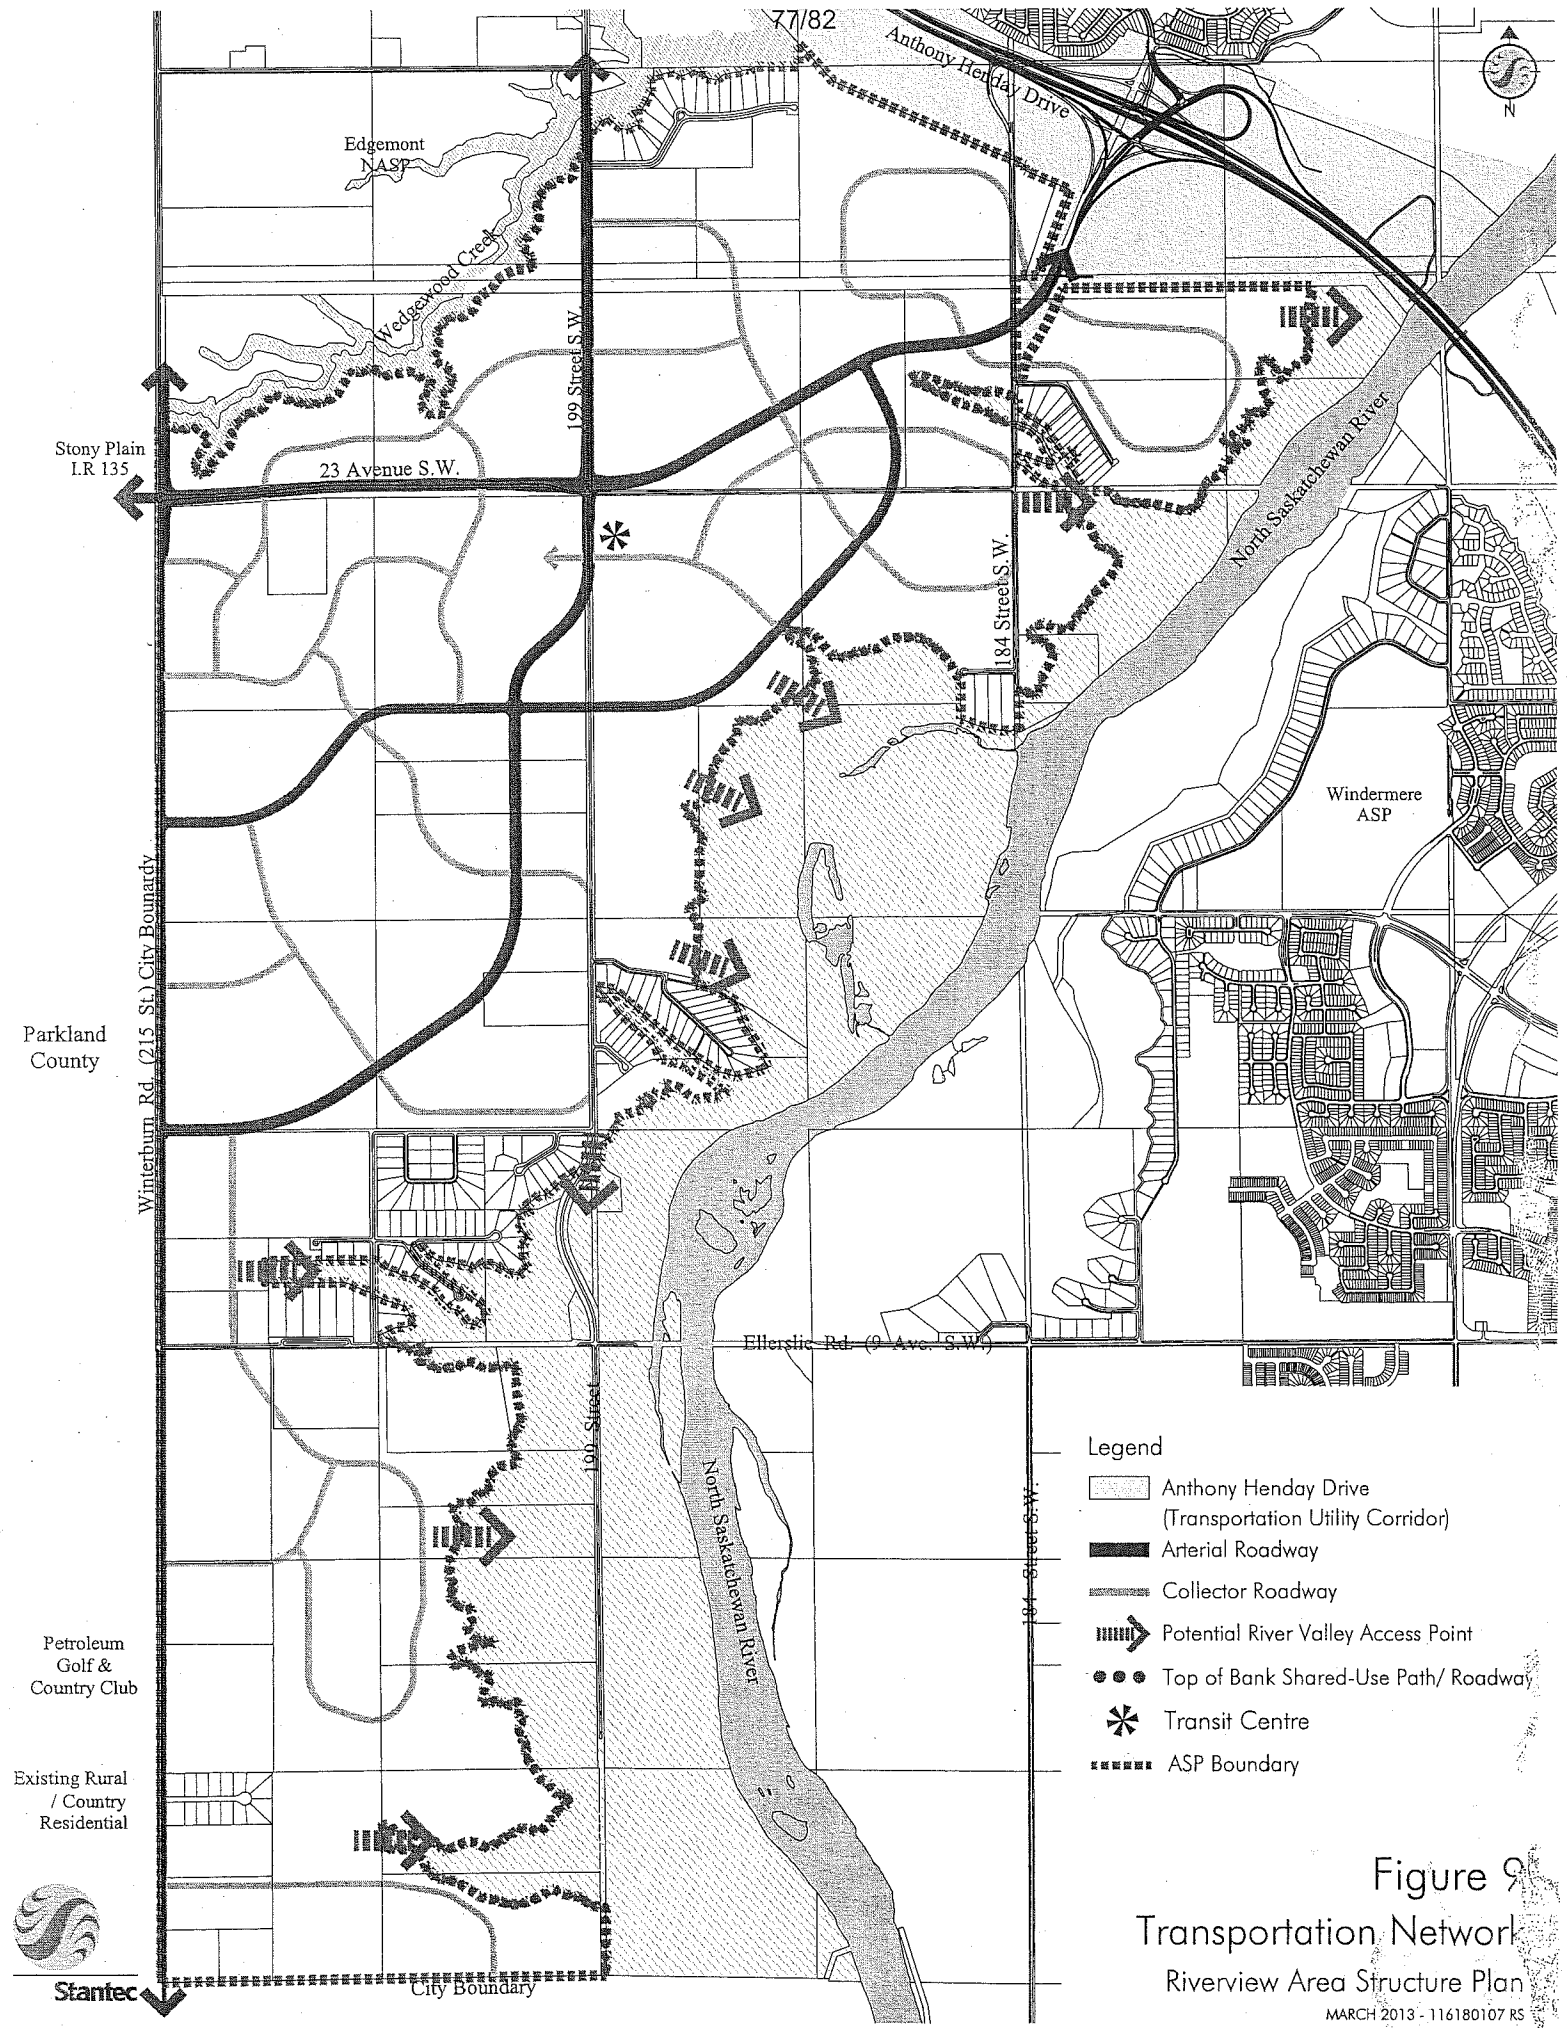 77/82
Anthony Henday Drive
N
Edgemont
NASP
Wedgewood Creek
199 Street S.W.
Stony Plain
I.R 135
23 Avenue S.W.
North Saskatchewan River
184 Street S.W.
Windermere
ASP
Winterburn Rd. (215 St.) City Bounardy
Parkland
County
Ellerslie Rd. (9 Ave. S.W.)
199 Street
North Saskatchewan River
184 Street S.W.
Legend
Anthony Henday Drive
(Transportation Utility Corridor)
Arterial Roadway
Collector Roadway
Potential River Valley Access Point
Top of Bank Shared-Use Path/ Roadway
Transit Centre
ASP Boundary
Petroleum
Golf &
Country Club
Existing Rural
/ Country
Residential
Stantec
City Boundary
Figure 9
Transportation Network
Riverview Area Structure Plan
MARCH 2013 - 116180107 RS